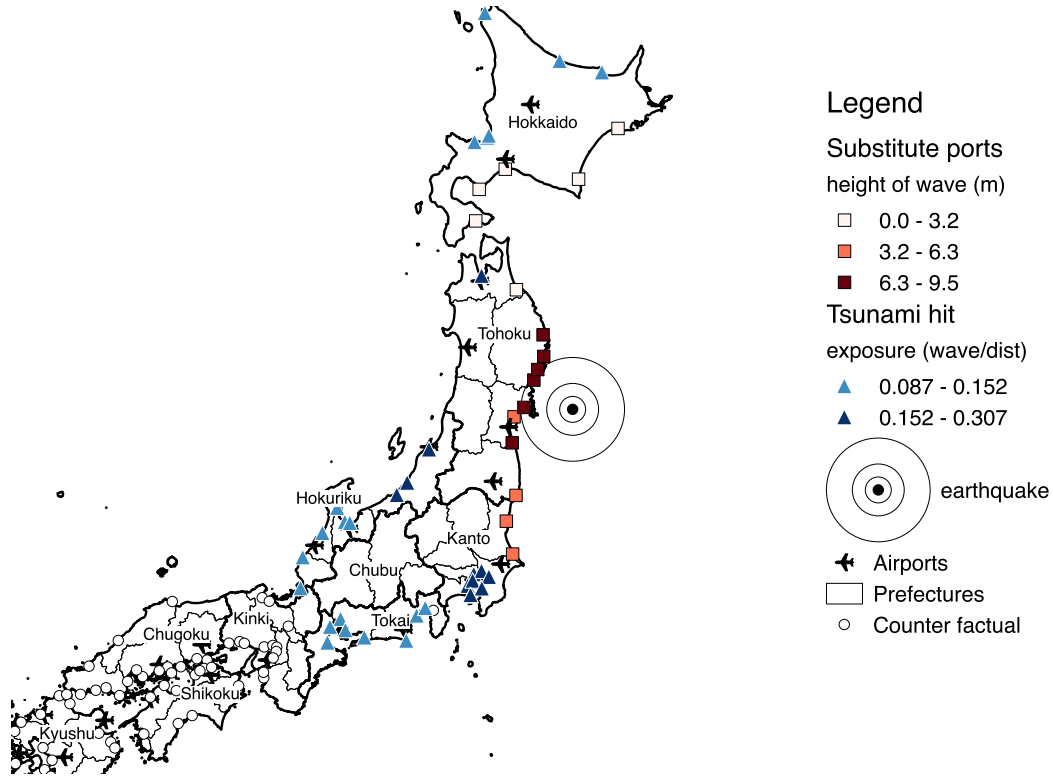 Hokkaido
Tohoku
Hokuriku
Kanto
Chubu
Kinki
Tokai
Chugoku
Shikoku
Kyushu
Legend
Substitute ports
height of wave (m)
0.0 - 3.2
3.2 - 6.3
6.3 - 9.5
Tsunami hit
exposure (wave/dist)
0.087 - 0.152
0.152 - 0.307
earthquake
Airports
Prefectures
Counter factual